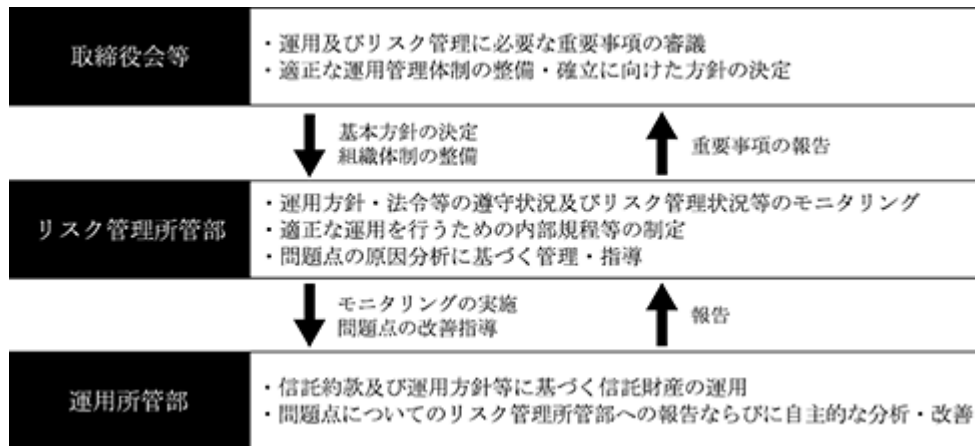 取締役会等
・運用及びリスク管理に必要な重要事項の審議
・適正な運用管理体制の整備・確立に向けた方針の決定
基本方針の決定
組織体制の整備
重要事項の報告
リスク管理所管部
・運用方針・法令等の遵守状況及びリスク管理状況等のモニタリング
・適正な運用を行うための内部規程等の制定
・問題点の原因分析に基づく管理・指導
モニタリングの実施
問題点の改善指導
報告
運用所管部
・信託約款及び運用方針等に基づく信託財産の運用
・問題点についてのリスク管理所管部への報告ならびに自主的な分析・改善